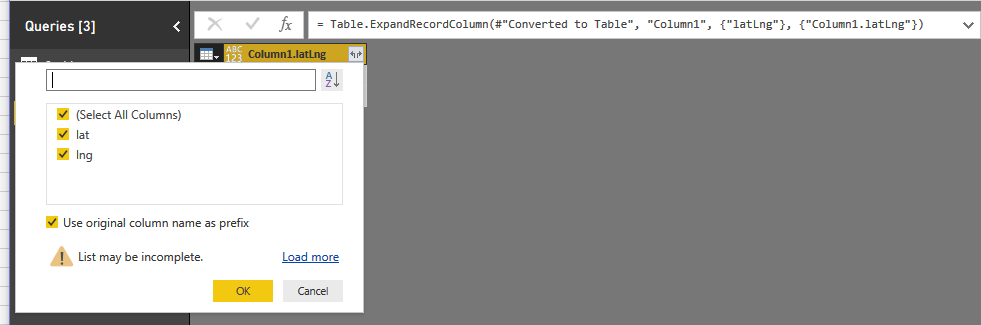 Queries [3]
fx
= Table.ExpandRecordColumn(#"Converted to Table", "Column1", {"latLng"}, {"Column1.latLng"})
ABC
123
Column1.latLng
A
Z
(Select All Columns)
lat
lng
Use original column name as prefix
List may be incomplete.
Load more
OK
Cancel